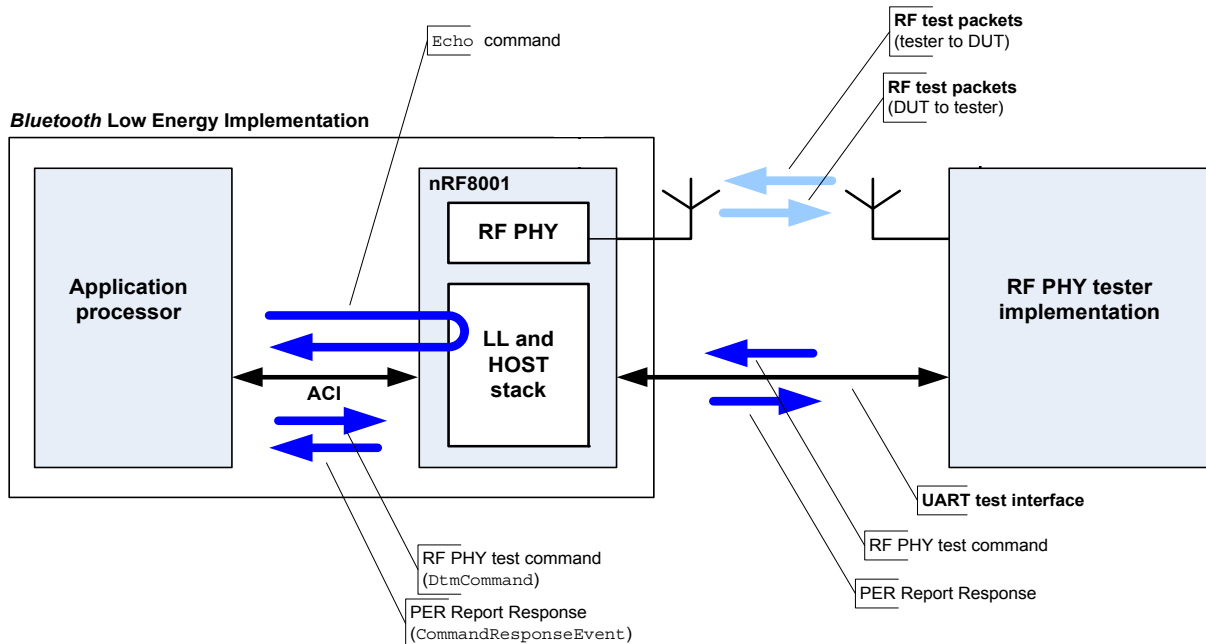 Echo command
RF test packets
(tester to DUT)
RF test packets
(DUT to tester)
Bluetooth Low Energy Implementation
nRF8001
RF PHY
Application
processor
LL and
HOST
stack
RF PHY tester
implementation
ACI
UART test interface
RF PHY test command
PER Report Response
RF PHY test command
(DtmCommand)
PER Report Response
(CommandResponseEvent)